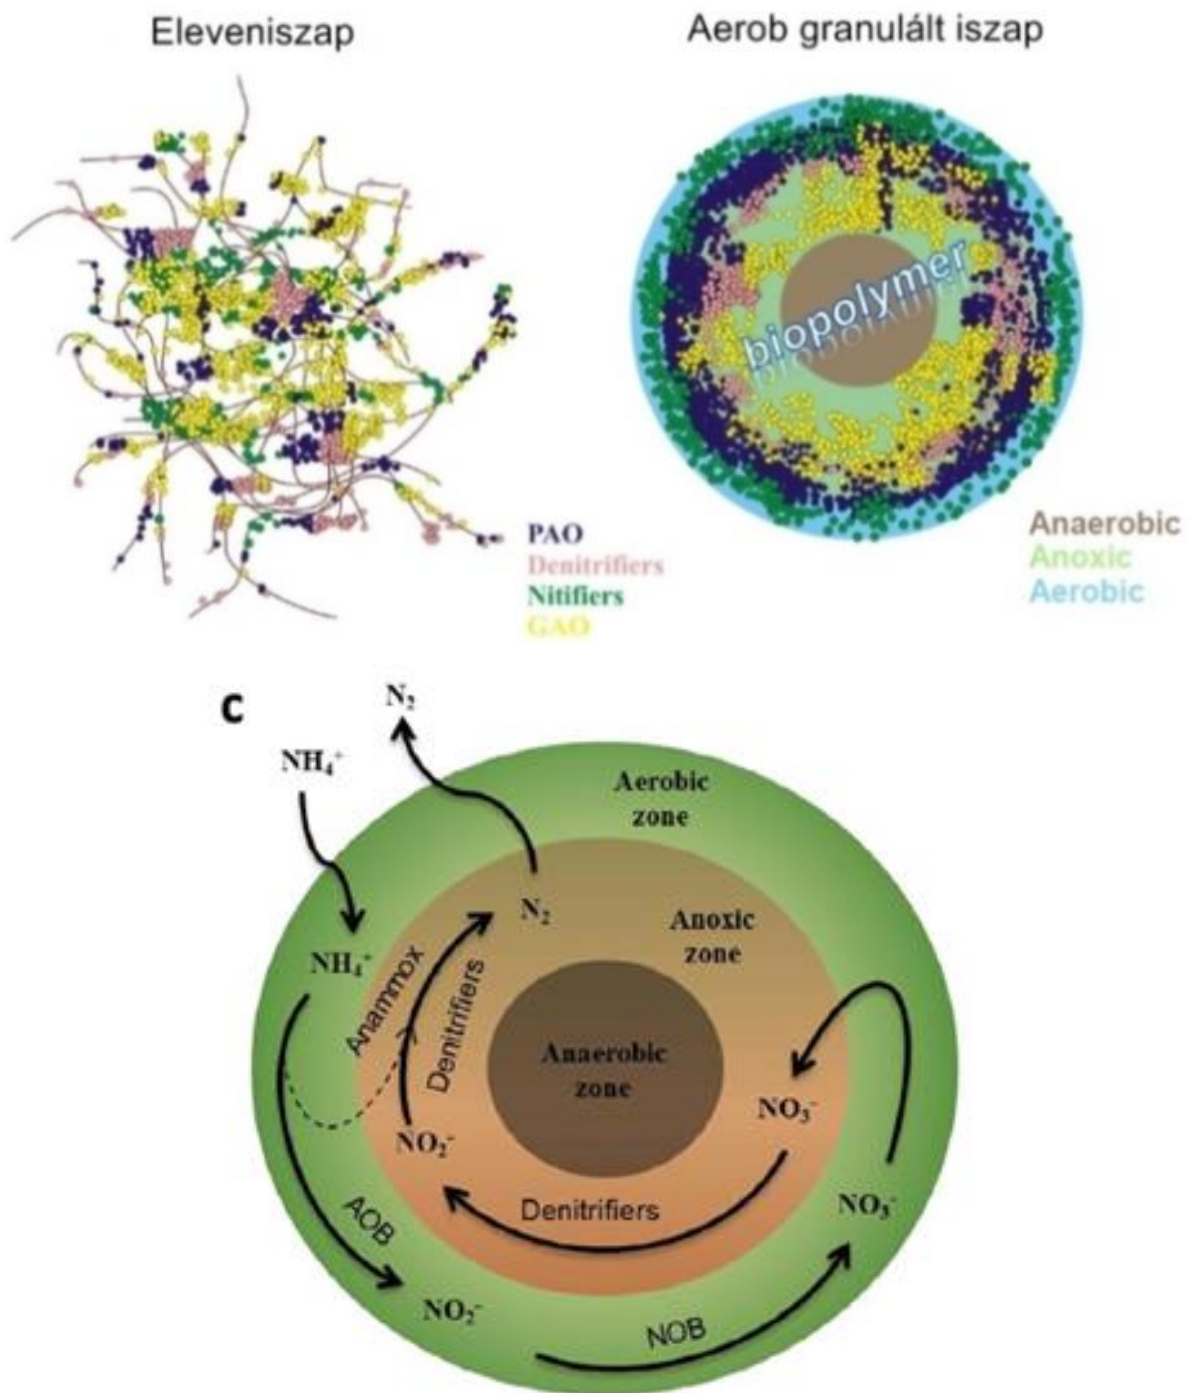 Eleveniszap
Aerob granulált iszap
biopolymer
PAO
Denitrifiers
Nitifiers
GAO
Anaerobic
Anoxic
Aerobic
c
N₂
NH₄⁺
Aerobic
zone
N₂
Anoxic
zone
NH₄⁺
Anammox
Denitrifiers
Anaerobic
zone
NO₃⁻
NO₂⁻
Denitrifiers
NO₃⁻
AOB
NO₂⁻
NOB